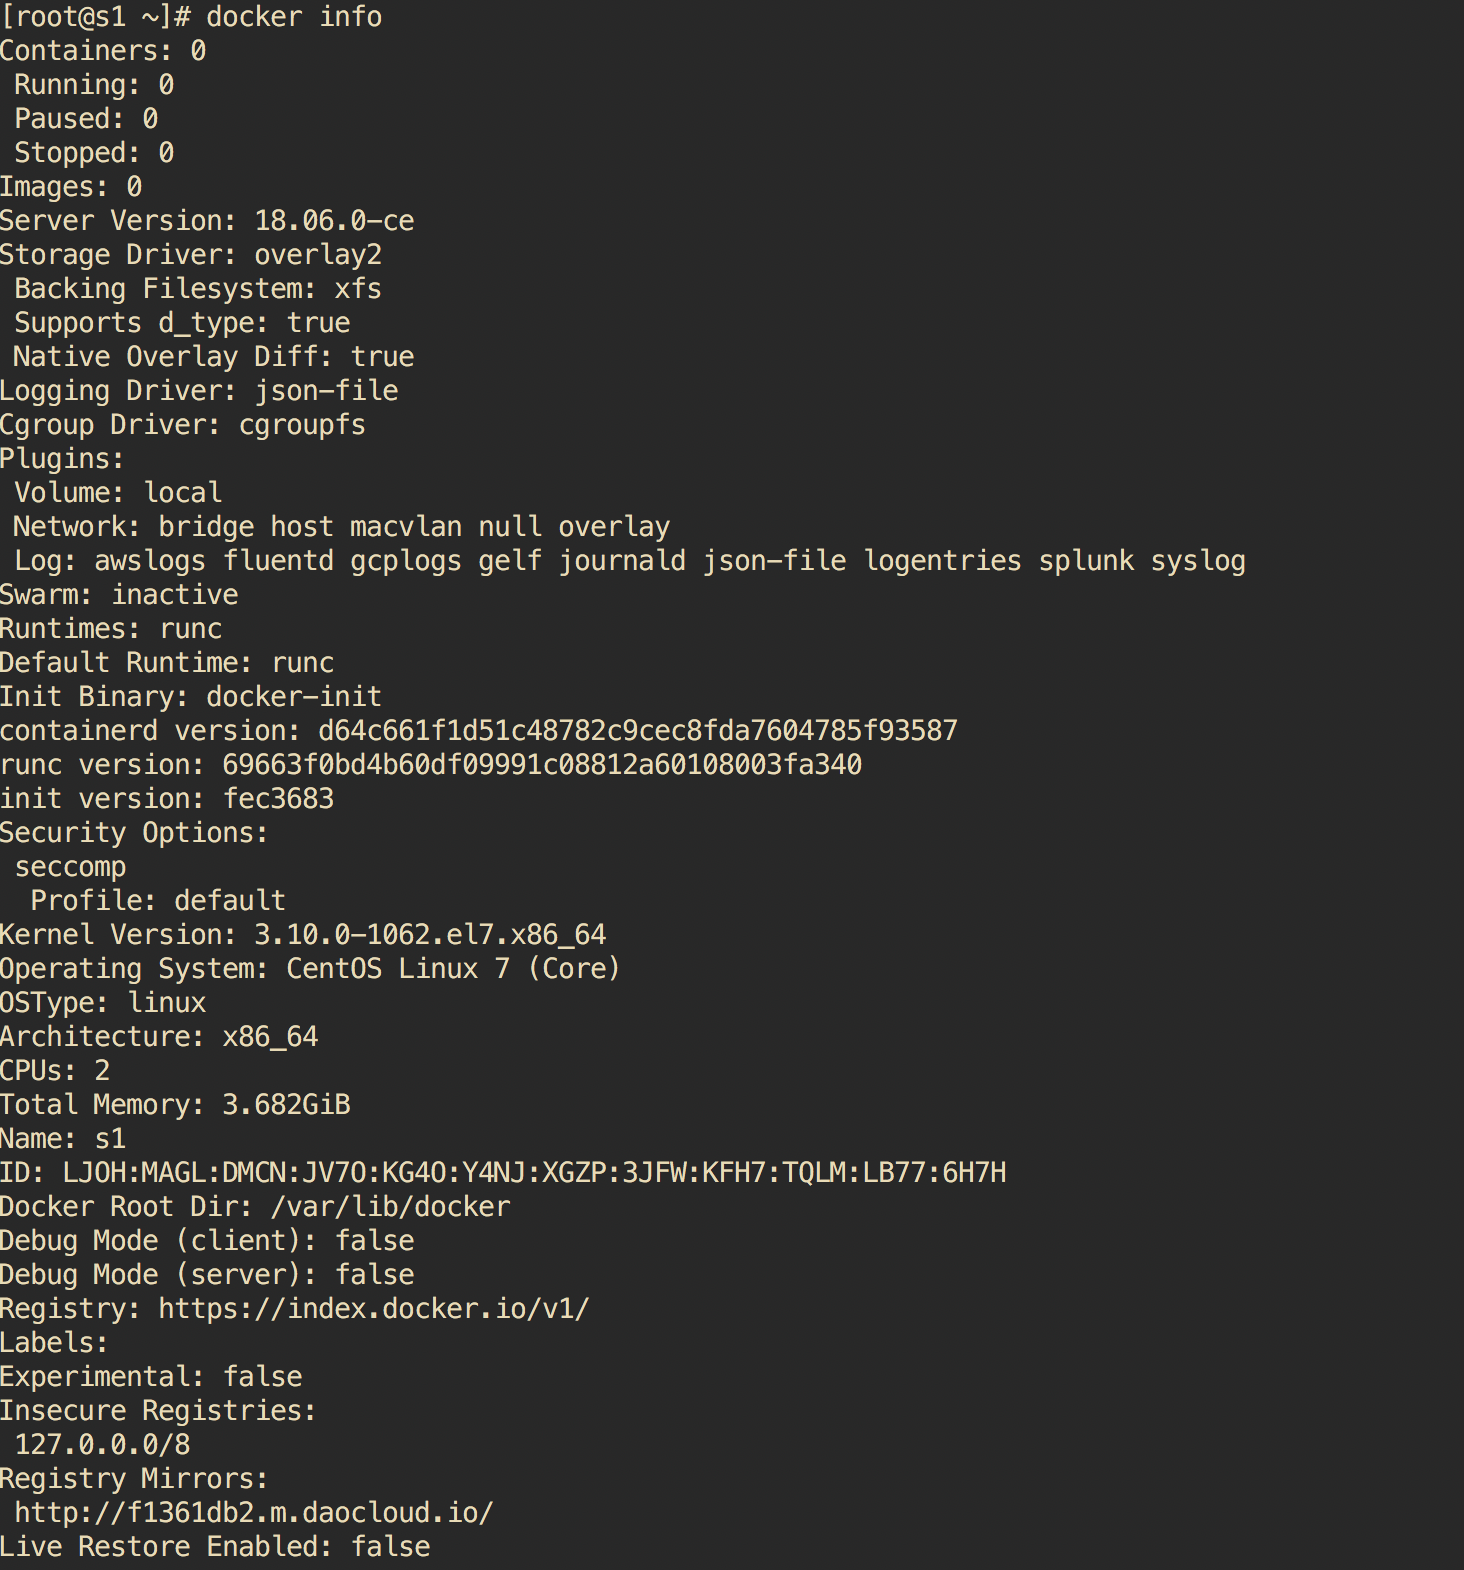 [root@s1 ~]# docker info
Containers: 0
 Running: 0
 Paused: 0
 Stopped: 0
Images: 0
Server Version: 18.06.0-ce
Storage Driver: overlay2
 Backing Filesystem: xfs
 Supports d_type: true
 Native Overlay Diff: true
Logging Driver: json-file
Cgroup Driver: cgroupfs
Plugins:
 Volume: local
 Network: bridge host macvlan null overlay
 Log: awslogs fluentd gcplogs gelf journald json-file logentries splunk syslog
Swarm: inactive
Runtimes: runc
Default Runtime: runc
Init Binary: docker-init
containerd version: d64c661f1d51c48782c9cec8fda7604785f93587
runc version: 69663f0bd4b60df09991c08812a60108003fa340
init version: fec3683
Security Options:
 seccomp
  Profile: default
Kernel Version: 3.10.0-1062.el7.x86_64
Operating System: CentOS Linux 7 (Core)
OSType: linux
Architecture: x86_64
CPUs: 2
Total Memory: 3.682GiB
Name: s1
ID: LJOH:MAGL:DMCN:JV7O:KG4O:Y4NJ:XGZP:3JFW:KFH7:TQLM:LB77:6H7H
Docker Root Dir: /var/lib/docker
Debug Mode (client): false
Debug Mode (server): false
Registry: https://index.docker.io/v1/
Labels:
Experimental: false
Insecure Registries:
 127.0.0.0/8
Registry Mirrors:
 http://f1361db2.m.daocloud.io/
Live Restore Enabled: false